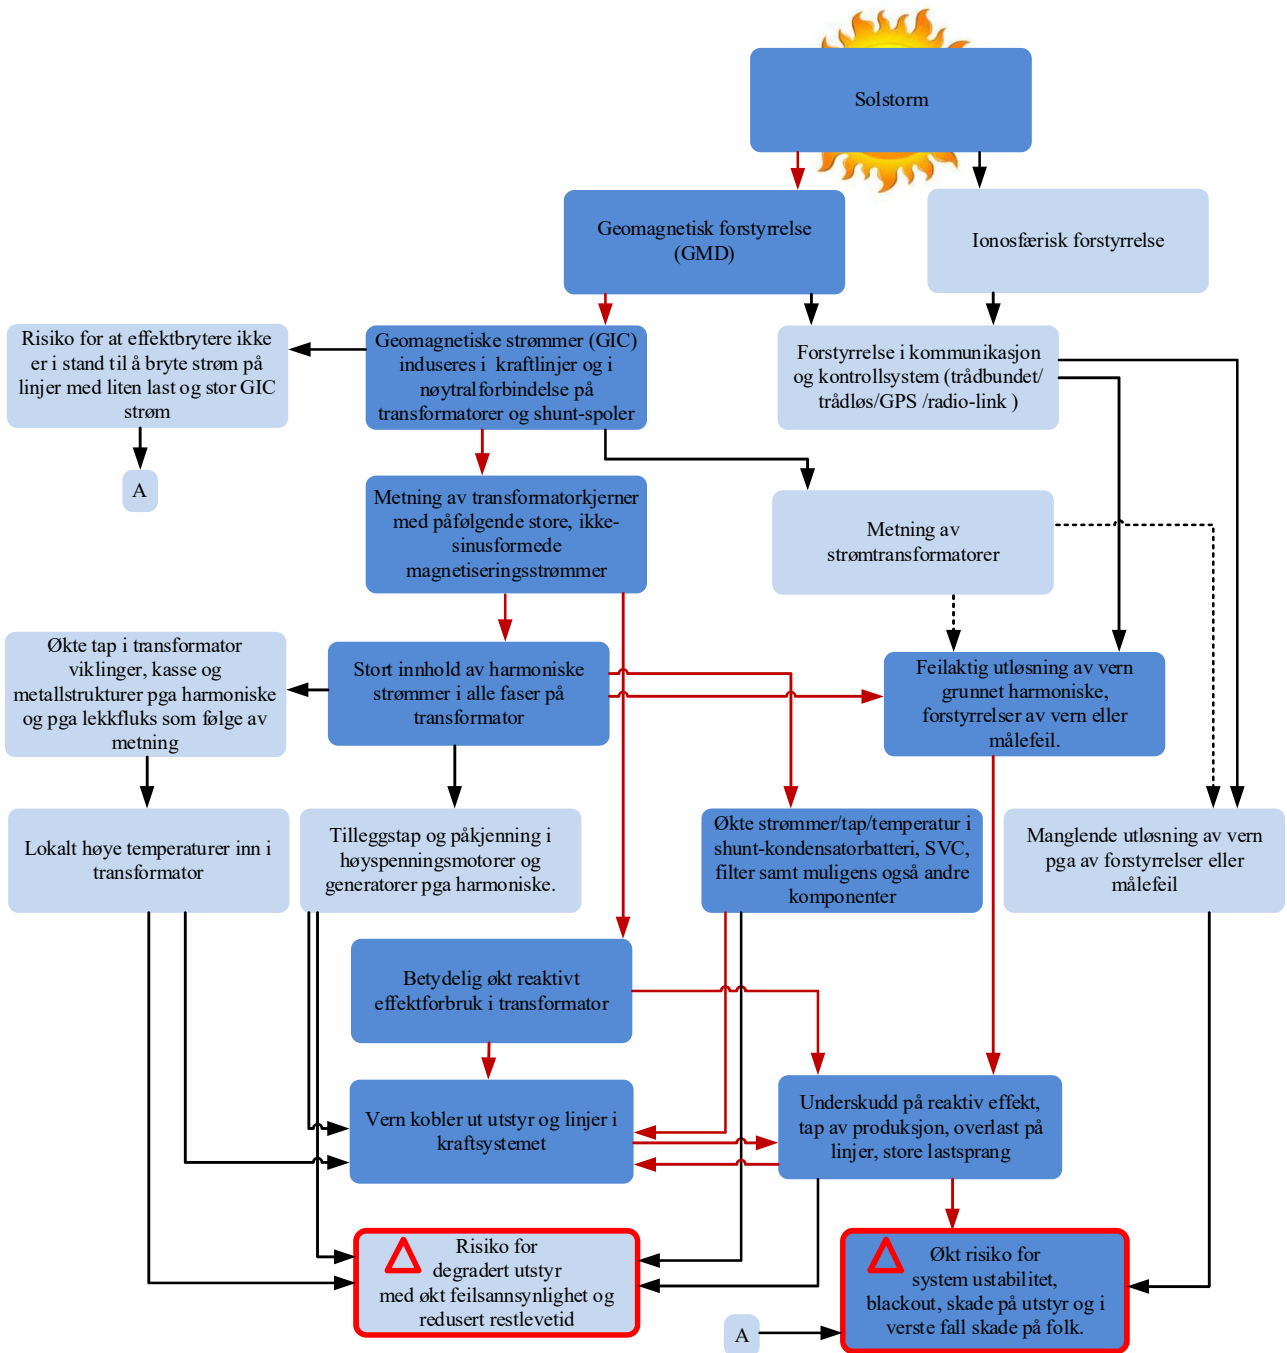 Solstorm
Geomagnetisk forstyrrelse
(GMD)
Ionosfærisk forstyrrelse
Risiko for at effektbrytere ikke
er i stand til å bryte strøm på
linjer med liten last og stor GIC
strøm
Geomagnetiske strømmer (GIC)
induseres i kraftlinjer og i
nøytralforbindelse på
transformatorer og shunt-spoler
Forstyrrelse i kommunikasjon
og kontrollsystem (trådbundet/
trådløs/GPS /radio-link )
A
Metning av transformatorkjerner
med påfølgende store, ikke-
sinusformede
magnetiseringsstrømmer
Metning av
strømtransformatorer
Økte tap i transformator
viklinger, kasse og
metallstrukturer pga harmoniske
og pga lekkfluks som følge av
metning
Stort innhold av harmoniske
strømmer i alle faser på
transformator
Feilaktig utløsning av vern
grunnet harmoniske,
forstyrrelser av vern eller
målefeil.
Lokalt høye temperaturer inn i
transformator
Tilleggstap og påkjenning i
høyspenningsmotorer og
generatorer pga harmoniske.
Økte strømmer/tap/temperatur i
shunt-kondensatorbatteri, SVC,
filter samt muligens også andre
komponenter
Manglende utløsning av vern
pga av forstyrrelser eller
målefeil
Betydelig økt reaktivt
effektforbruk i transformator
Vern kobler ut utstyr og linjer i
kraftsystemet
Underskudd på reaktiv effekt,
tap av produksjon, overlast på
linjer, store lastsprang
Risiko for
degradert utstyr
med økt feilsannsynlighet og
redusert restlevetid
Økt risiko for
system ustabilitet,
blackout, skade på utstyr og i
verste fall skade på folk.
A